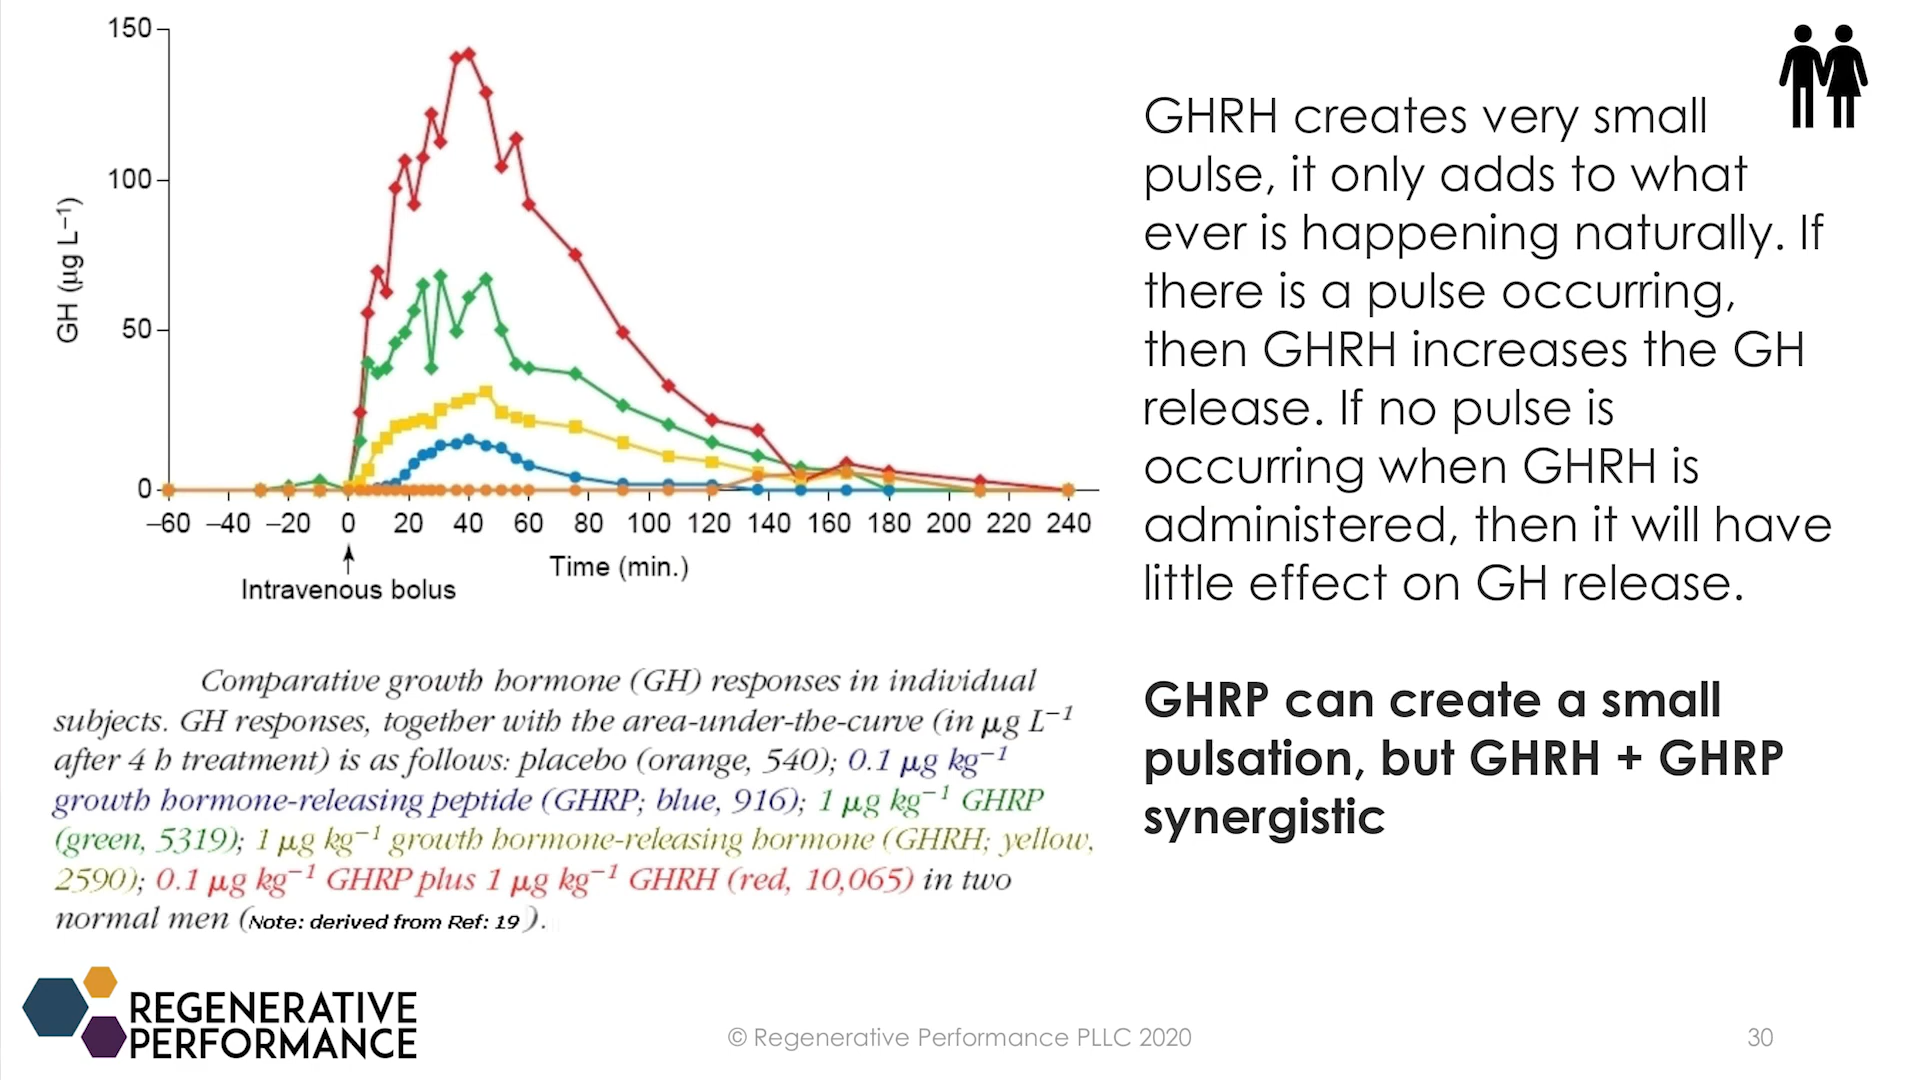 150
100
50
0
GH (µg L–1)
–60 –40 –20 0 20 40 60 80 100 120 140 160 180 200 220 240
Time (min.)
Intravenous bolus
Comparative growth hormone (GH) responses in individual
subjects. GH responses, together with the area-under-the-curve (in µg L–1
after 4 h treatment) is as follows: placebo (orange, 540); 0.1 µg kg–1
growth hormone-releasing peptide (GHRP; blue, 916); 1 µg kg–1 GHRP
(green, 5319); 1 µg kg–1 growth hormone-releasing hormone (GHRH; yellow,
2590); 0.1 µg kg–1 GHRP plus 1 µg kg–1 GHRH (red, 10,065) in two
normal men (Note: derived from Ref: 19).
GHRH creates very small
pulse, it only adds to what
ever is happening naturally. If
there is a pulse occurring,
then GHRH increases the GH
release. If no pulse is
occurring when GHRH is
administered, then it will have
little effect on GH release.
GHRP can create a small
pulsation, but GHRH + GHRP
synergistic
REGENERATIVE
PERFORMANCE
© Regenerative Performance PLLC 2020
30